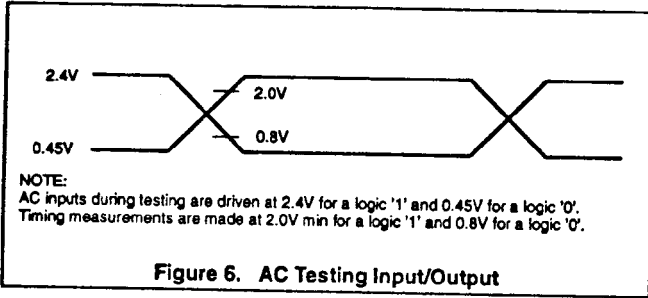 2.4V
2.0V
0.8V
0.45V
NOTE:
AC inputs during testing are driven at 2.4V for a logic '1' and 0.45V for a logic '0'.
Timing measurements are made at 2.0V min for a logic '1' and 0.8V for a logic '0'.
Figure 6. AC Testing Input/Output